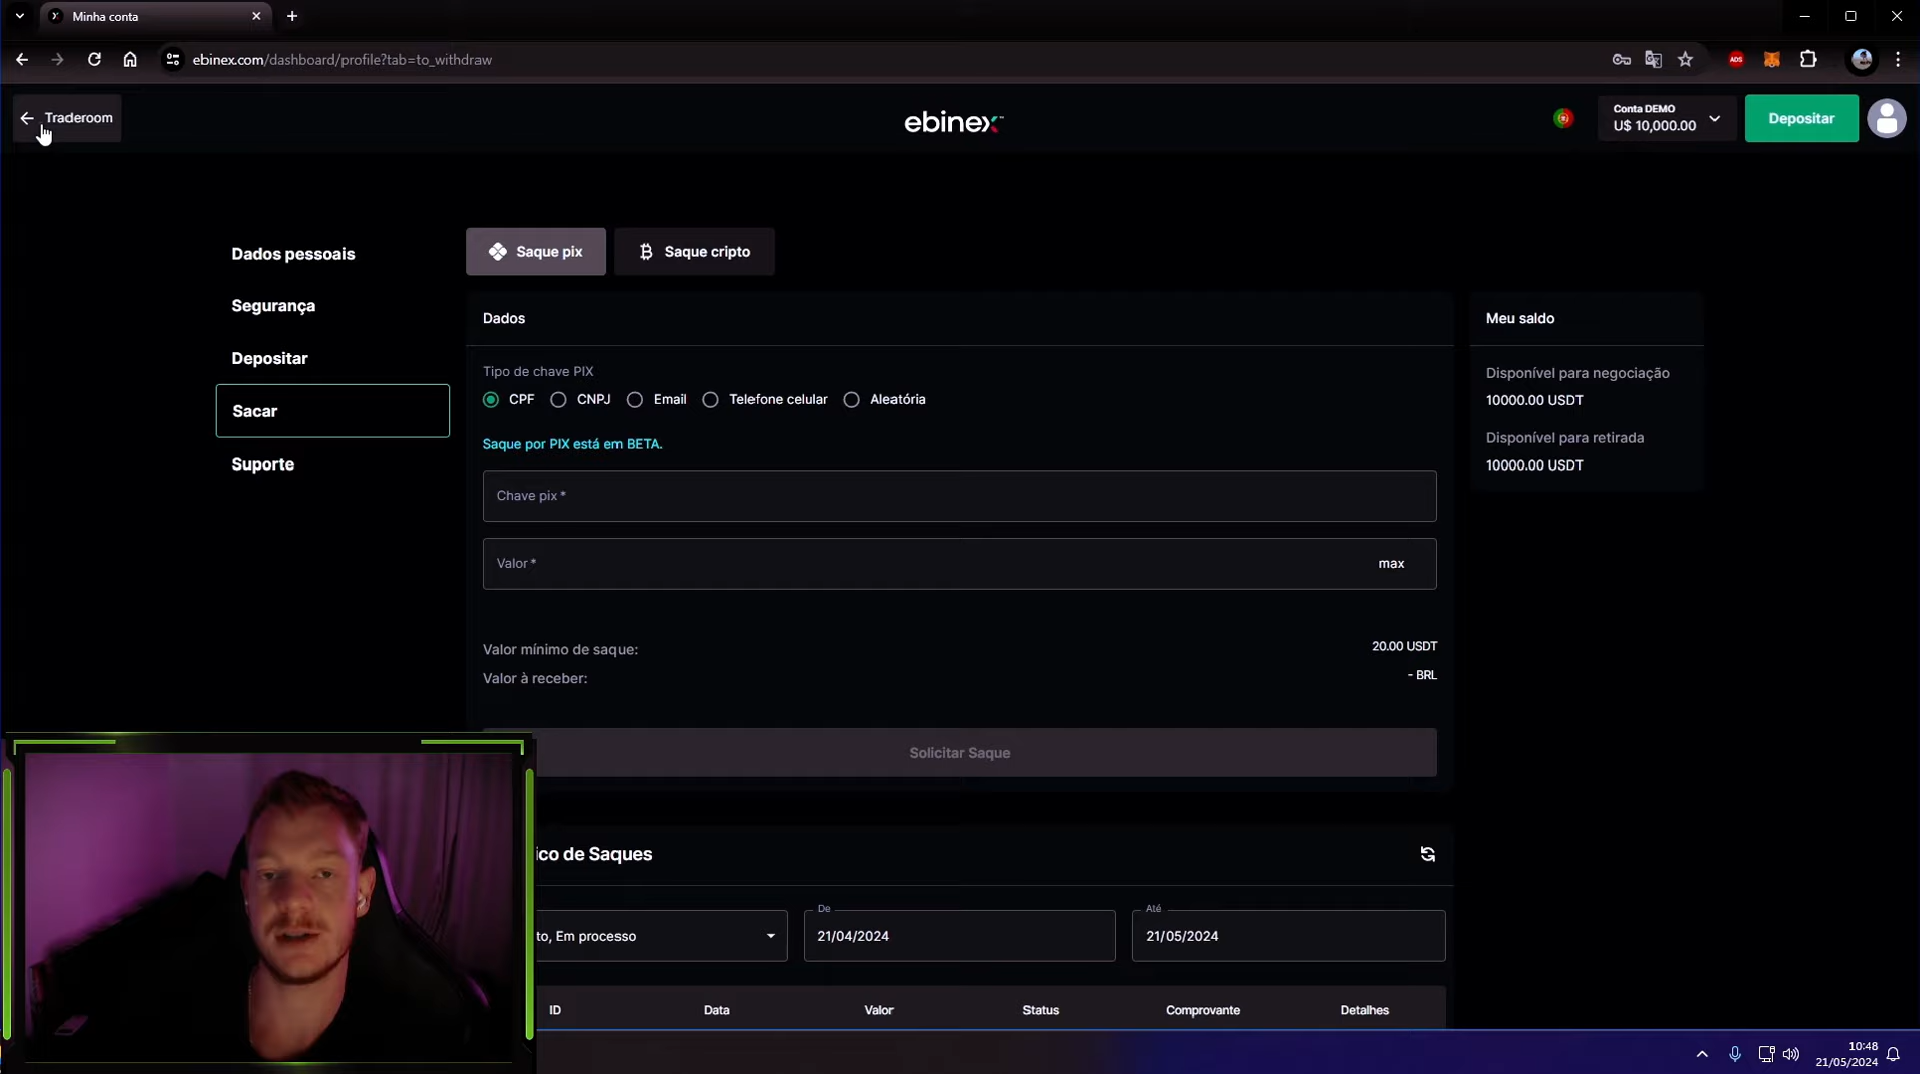 Minha conta
ebinex.com/dashboard/profile?tab=to_withdraw
ADS
Traderoom
ebinex
Conta DEMO
U$ 10,000.00
Depositar
Dados pessoais
Segurança
Depositar
Sacar
Suporte
Saque pix
Saque cripto
Dados
Tipo de chave PIX
CPF
CNPJ
Email
Telefone celular
Aleatória
Saque por PIX está em BETA.
Chave pix *
Valor *
max
Valor mínimo de saque:
20.00 USDT
Valor à receber:
- BRL
Solicitar Saque
Meu saldo
Disponível para negociação
10000.00 USDT
Disponível para retirada
10000.00 USDT
ico de Saques
to, Em processo
De
21/04/2024
Até
21/05/2024
ID
Data
Valor
Status
Comprovante
Detalhes
10:48
21/05/2024